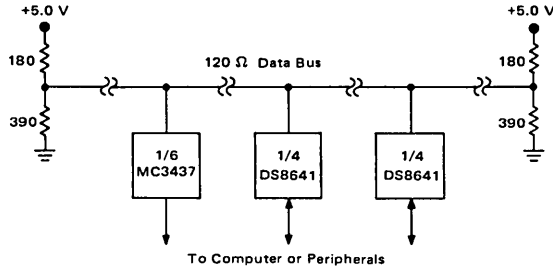 +5.0 V +5.0 V
180 120 Ω Data Bus 180
390 390
1/6 1/4 1/4
MC3437 DS8641 DS8641
To Computer or Peripherals